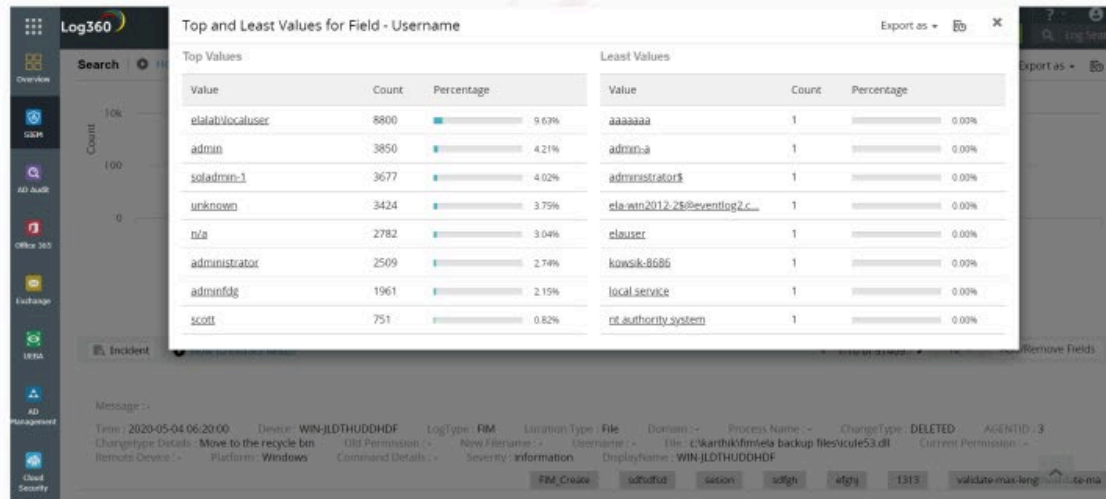 Log360
Top and Least Values for Field - Username
Export as
Overview
SIEM
AD Audit
Office 365
Exchange
UEBA
AD Management
Cloud Security
Search
Export as
Count
10k
100
0
Top Values
Value Count Percentage
elalab\localuser 8800 9.63%
admin 3850 4.21%
soladmin-1 3677 4.02%
unknown 3424 3.75%
n/a 2782 3.04%
administrator 2509 2.74%
adminfdg 1961 2.15%
scott 751 0.82%
Least Values
Value Count Percentage
aaaaaaa 1 0.00%
admin-a 1 0.00%
administrator$ 1 0.00%
ela-win2012-2$@eventlog2.c... 1 0.00%
elauser 1 0.00%
kowsik-8686 1 0.00%
local service 1 0.00%
nt authority system 1 0.00%
Incident
/Remove Fields
Message : -
Time : 2020-05-04 06:20:00 Device : WIN-JLDTHUDDHDF LogType : FIM Location Type : File Domain : - Process Name : - ChangeType : DELETED AGENTID : 3
Changetype Details : Move to the recycle bin Old Permission : - New Filename : - Username : - File : c:\karthik\fim\ela backup files\icule53.dll Current Permission : -
Remote Device : - Platform : Windows Command Details : - Severity : Information DisplayName : WIN-JLDTHUDDHDF
FIM_Create sdfsdfsd sesion sdfgh efghj 1313